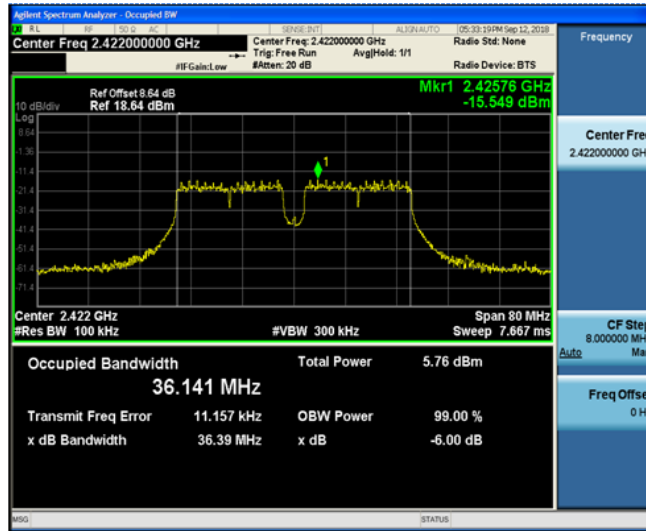 Agilent Spectrum Analyzer - Occupied BW
RL RF 50 Ω AC SENSE:INT ALIGN AUTO 05:33:19 PM Sep 12, 2018
Center Freq 2.422000000 GHz
Center Freq: 2.422000000 GHz
Radio Std: None
Trig: Free Run Avg|Hold: 1/1
#IFGain:Low
#Atten: 20 dB
Radio Device: BTS
Frequency
Ref Offset 8.64 dB
Mkr1 2.42576 GHz
10 dB/div
Ref 18.64 dBm
-15.549 dBm
Log
8.64
-1.36
-11.4
-21.4
-31.4
-41.4
-51.4
-61.4
-71.4
1
Center Fre
2.422000000 GH
Center 2.422 GHz
Span 80 MHz
#Res BW 100 kHz
#VBW 300 kHz
Sweep 7.667 ms
CF Step
8.000000 MH
Auto Ma
Occupied Bandwidth
Total Power 5.76 dBm
36.141 MHz
Transmit Freq Error 11.157 kHz
OBW Power 99.00 %
x dB Bandwidth 36.39 MHz
x dB -6.00 dB
Freq Offse
0 H
MSG
STATUS